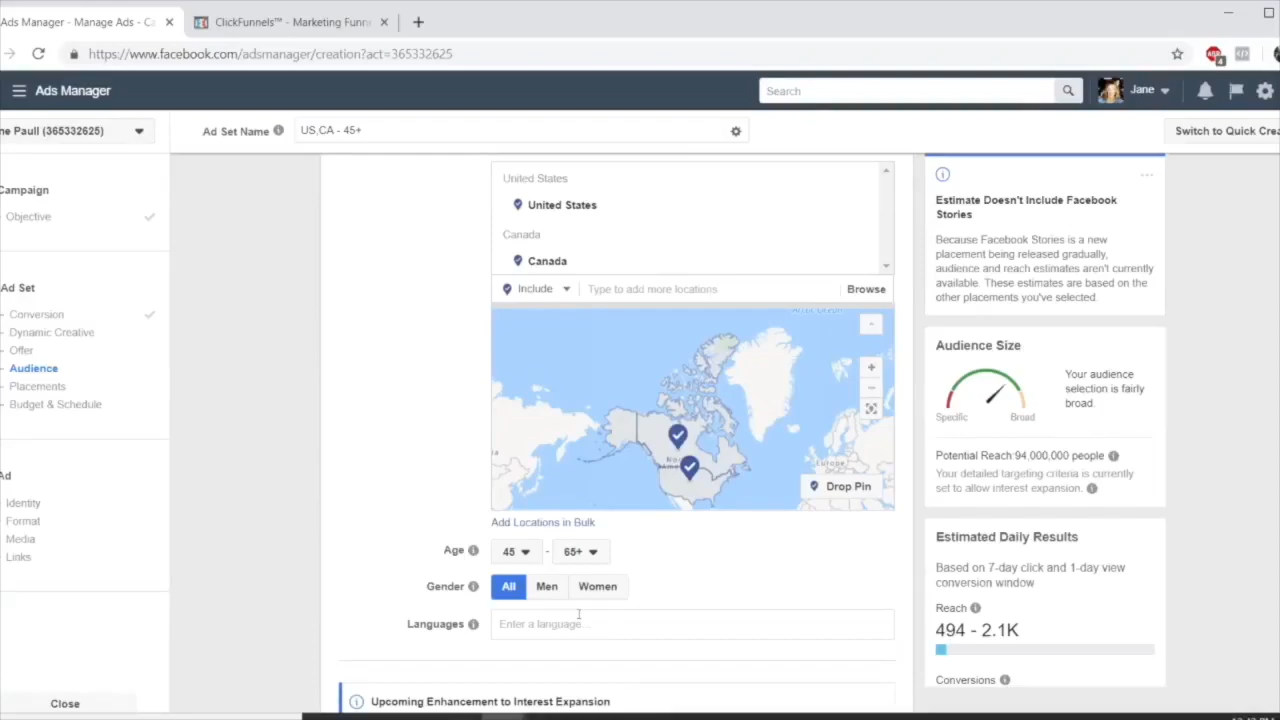 Ads Manager - Manage Ads - Ca
ClickFunnels™ - Marketing Funn
https://www.facebook.com/adsmanager/creation?act=365332625
Ads Manager
Search
Jane
ne Paull (365332625)
Ad Set Name
US,CA - 45+
Switch to Quick Crea
Campaign
Objective
Ad Set
Conversion
Dynamic Creative
Offer
Audience
Placements
Budget & Schedule
Ad
Identity
Format
Media
Links
Close
United States
United States
Canada
Canada
Include
Type to add more locations
Browse
Europe
Drop Pin
Add Locations in Bulk
Age
45
-
65+
Gender
All
Men
Women
Languages
Enter a language...
Upcoming Enhancement to Interest Expansion
Estimate Doesn't Include Facebook
Stories
Because Facebook Stories is a new
placement being released gradually,
audience and reach estimates aren't currently
available. These estimates are based on the
other placements you've selected.
Audience Size
Your audience
selection is fairly
broad.
Specific
Broad
Potential Reach:94,000,000 people
Your detailed targeting criteria is currently
set to allow interest expansion.
Estimated Daily Results
Based on 7-day click and 1-day view
conversion window
Reach
494 - 2.1K
Conversions